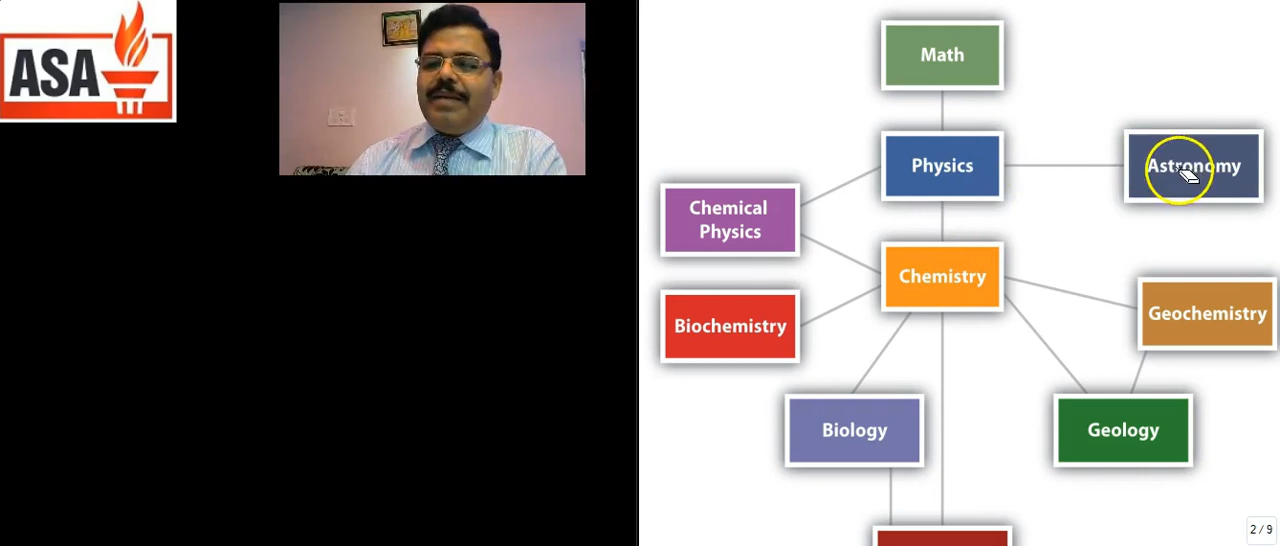 ASA
Math
Physics
Astronomy
Chemical
Physics
Chemistry
Biochemistry
Geochemistry
Biology
Geology
2 / 9